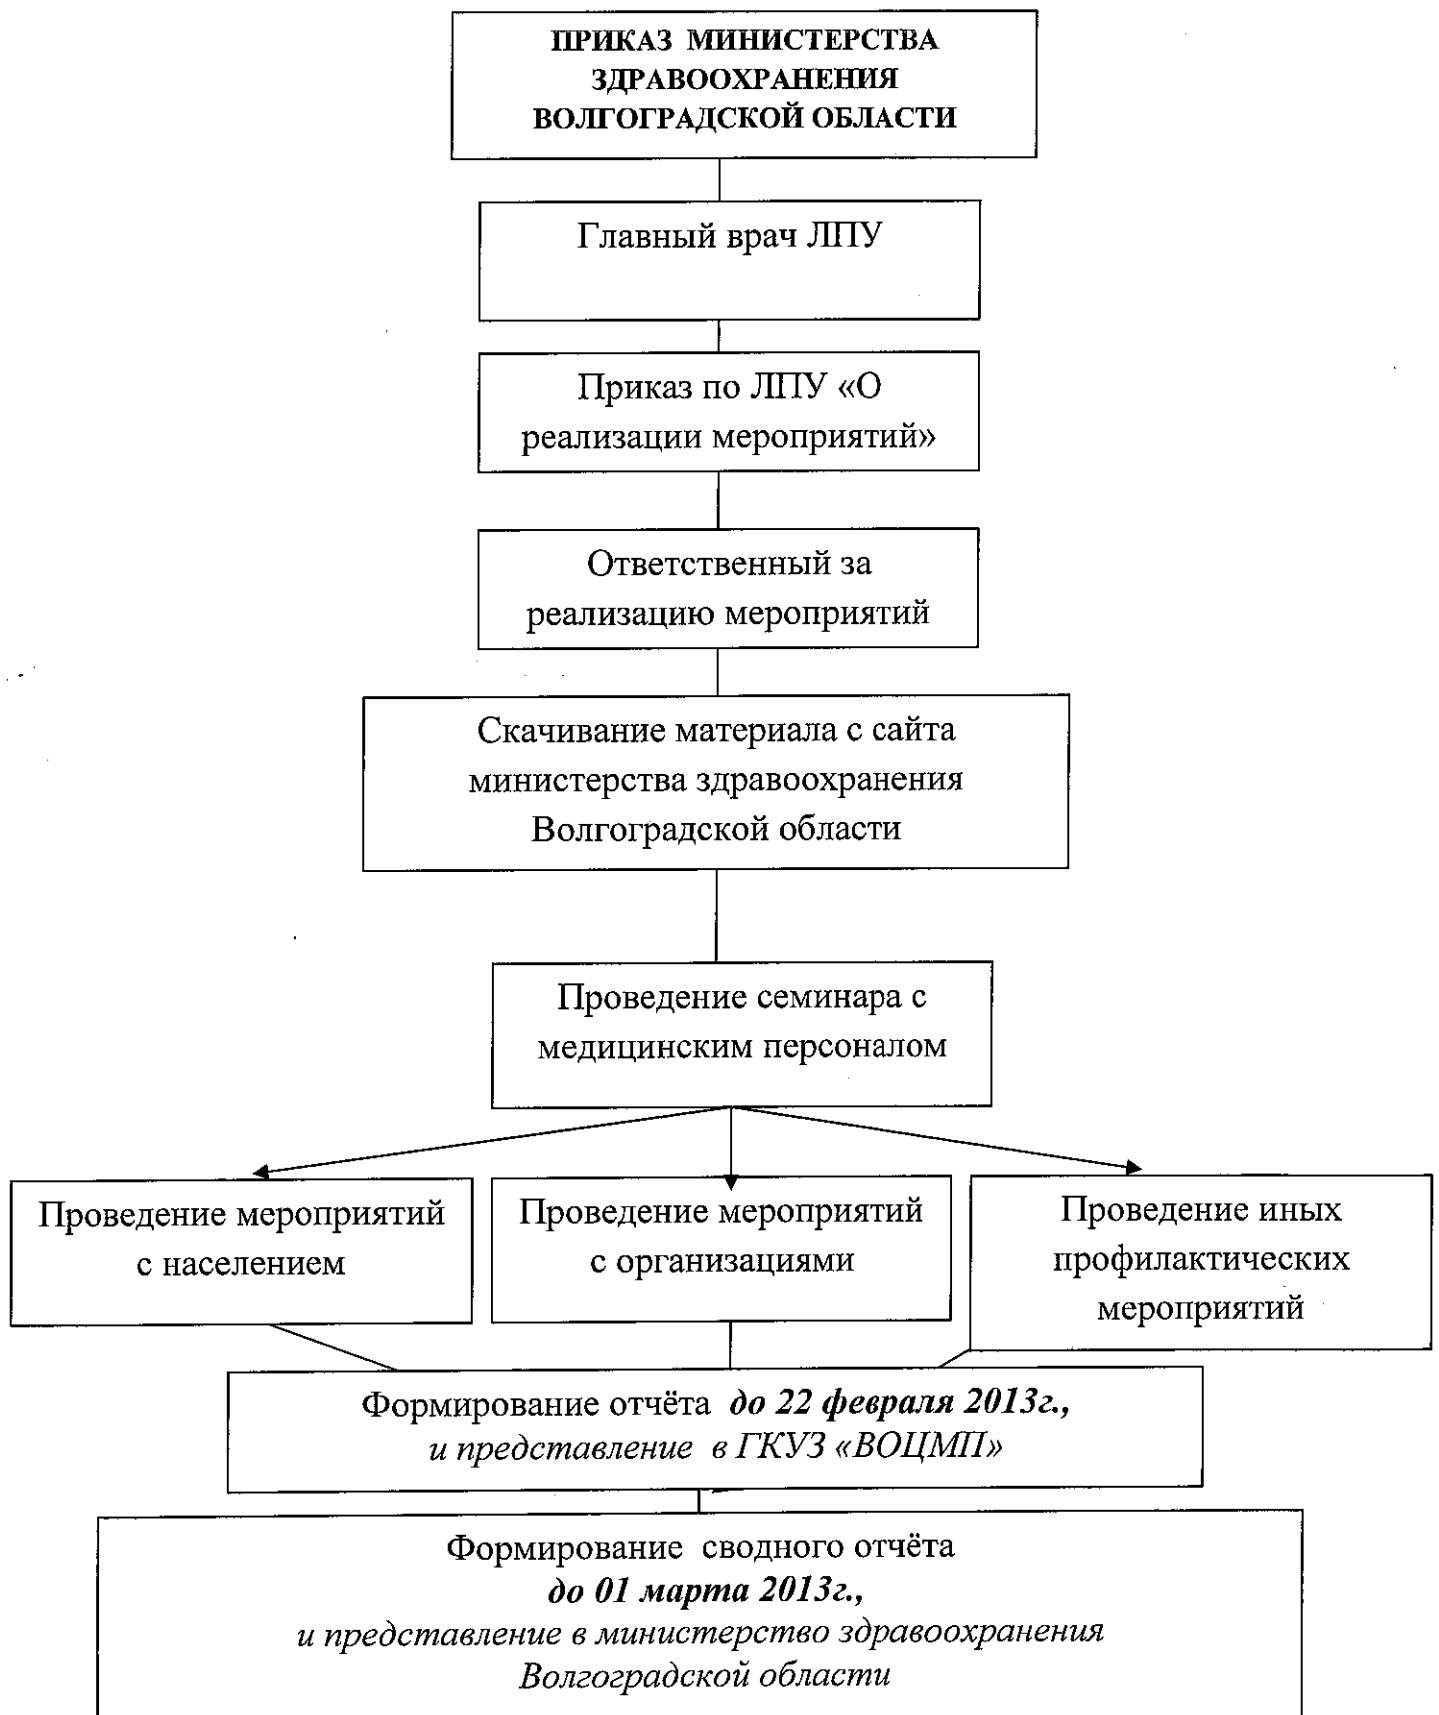 ПРИКАЗ МИНИСТЕРСТВА
ЗДРАВООХРАНЕНИЯ
ВОЛГОГРАДСКОЙ ОБЛАСТИ
Главный врач ЛПУ
Приказ по ЛПУ «О
реализации мероприятий»
Ответственный за
реализацию мероприятий
Скачивание материала с сайта
министерства здравоохранения
Волгоградской области
Проведение семинара с
медицинским персоналом
Проведение мероприятий
с населением
Проведение мероприятий
с организациями
Проведение иных
профилактических
мероприятий
Формирование отчёта до 22 февраля 2013г.,
и представление в ГКУЗ «ВОЦМП»
Формирование сводного отчёта
до 01 марта 2013г.,
и представление в министерство здравоохранения
Волгоградской области